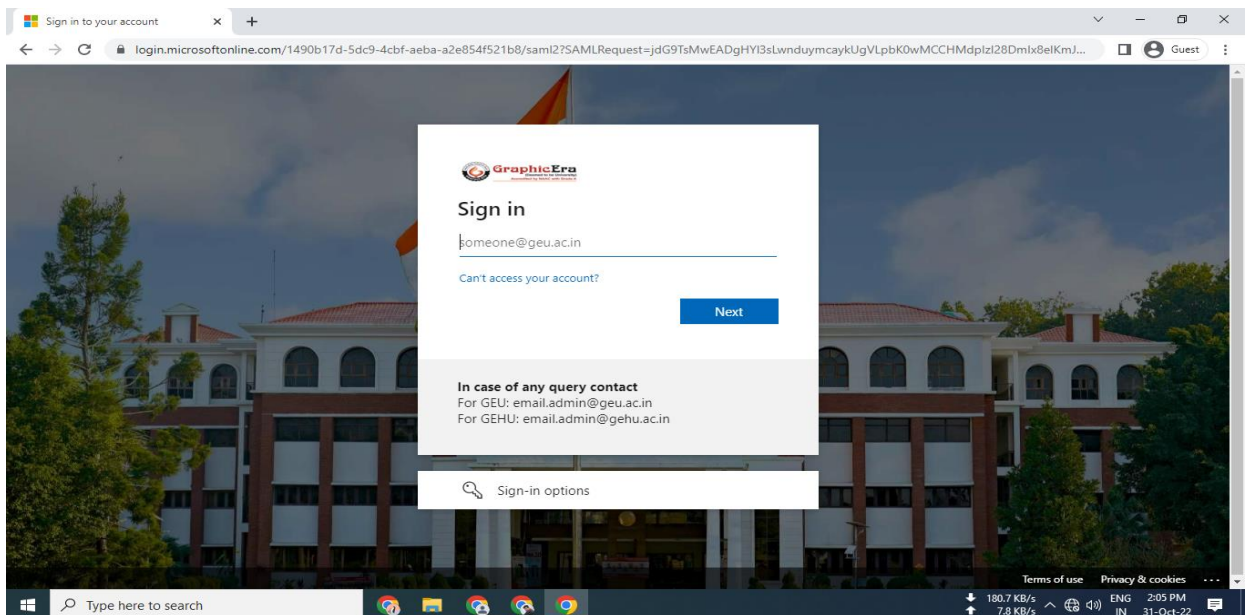 Sign in to your account
login.microsoftonline.com/1490b17d-5dc9-4cbf-aeba-a2e854f521b8/saml2?SAMLRequest=jdG9TsMwEADgHYl3sLwnduymcaykUgVLpbK0wMCCHMdpIzl28Dmlx8elKmJ...
Guest
GraphicEra
Sign in
someone@geu.ac.in
Can't access your account?
Next
In case of any query contact
For GEU: email.admin@geu.ac.in
For GEHU: email.admin@gehu.ac.in
Sign-in options
Terms of use Privacy & cookies ...
Type here to search
180.7 KB/s
7.8 KB/s
ENG
IN
2:05 PM
31-Oct-22